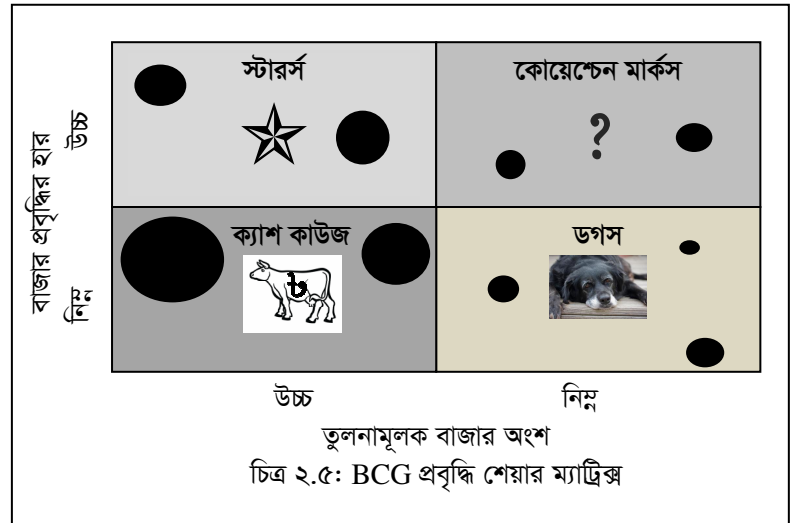 স্টারর্স
কোয়েশ্চেন মার্কস
?
বাজার প্রবৃদ্ধির হার
উচ্চ
নিম্ন
ক্যাশ কাউজ
৳
ডগস
উচ্চ
নিম্ন
তুলনামূলক বাজার অংশ
চিত্র ২.৫: BCG প্রবৃদ্ধি শেয়ার ম্যাট্রিক্স